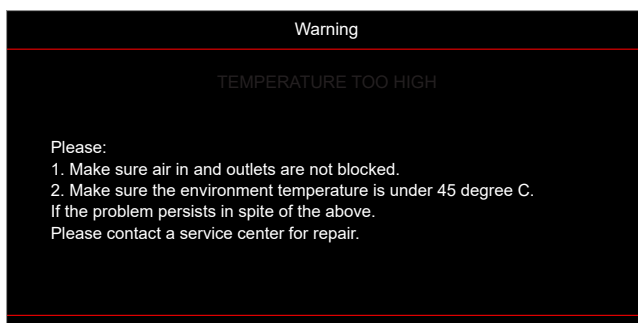 Warning
TEMPERATURE TOO HIGH
Please:
1. Make sure air in and outlets are not blocked.
2. Make sure the environment temperature is under 45 degree C.
If the problem persists in spite of the above.
Please contact a service center for repair.